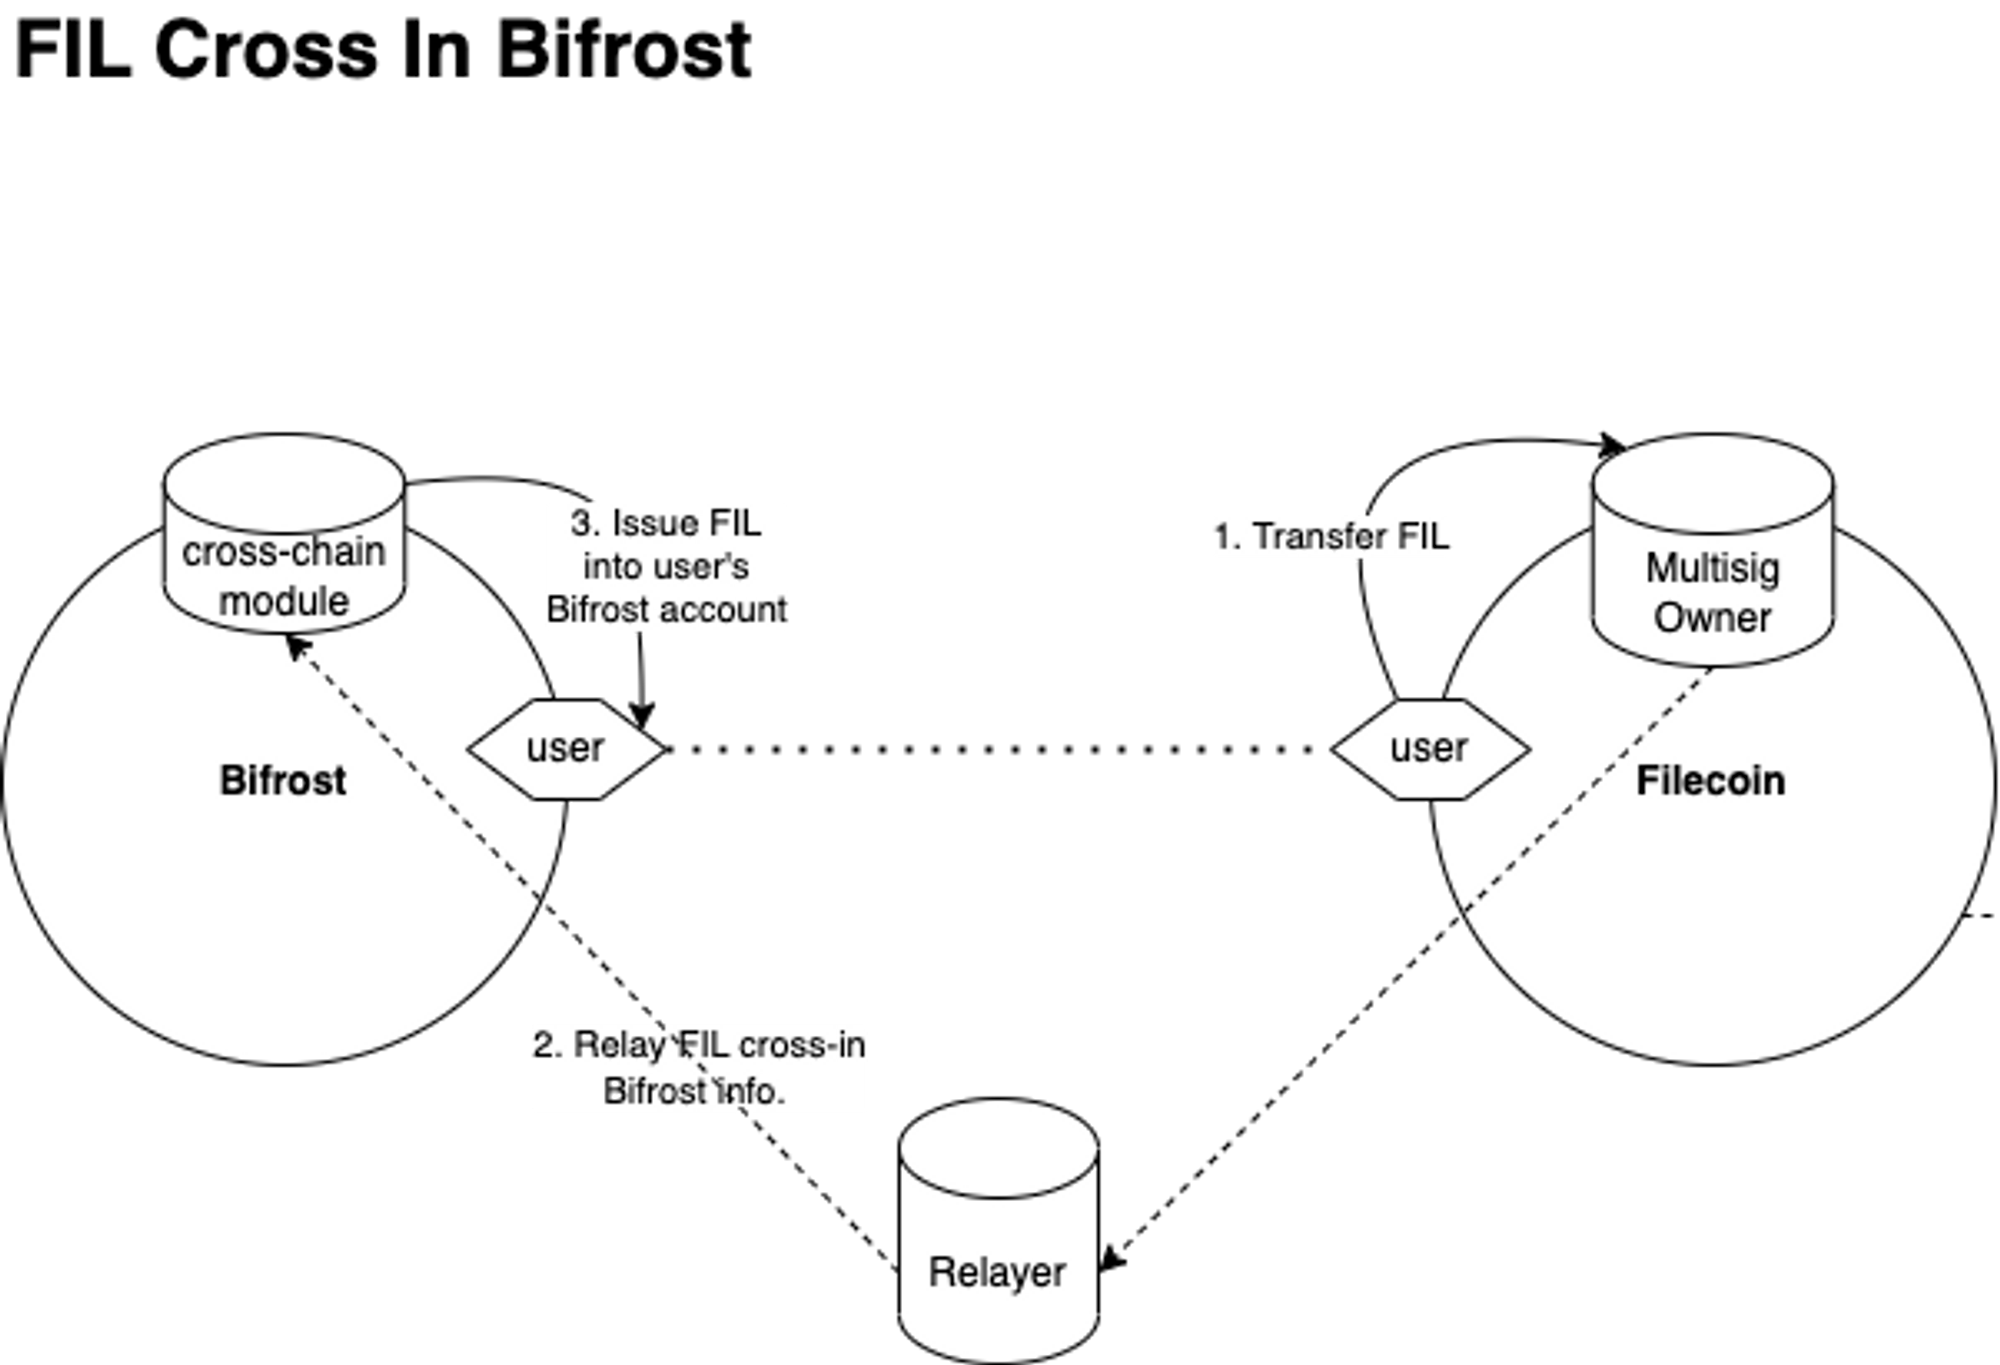 FIL Cross In Bifrost
cross-chain
module
3. Issue FIL
into user's
Bifrost account
1. Transfer FIL
Multisig
Owner
user
user
Bifrost
Filecoin
2. Relay FIL cross-in
Bifrost info.
Relayer